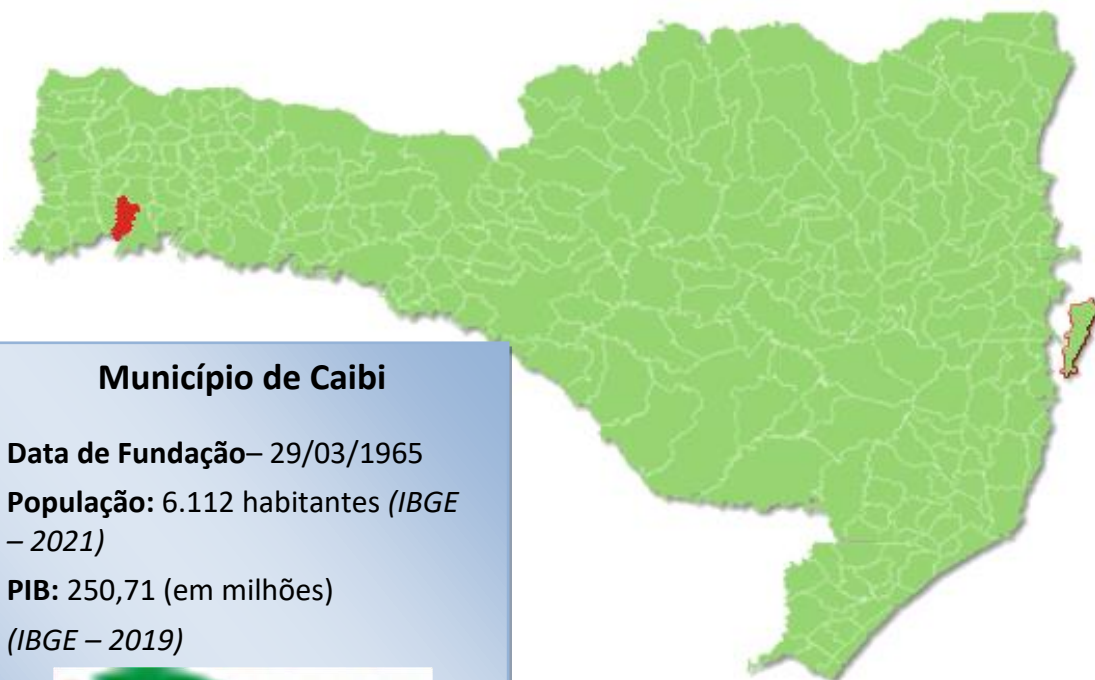 Município de Caibi
Data de Fundação– 29/03/1965
População: 6.112 habitantes (IBGE
– 2021)
PIB: 250,71 (em milhões)
(IBGE – 2019)